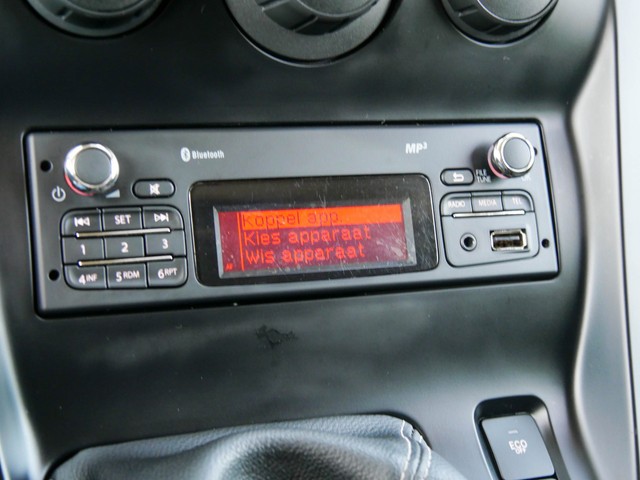 Bluetooth
MP3
FILE
TUNE
SET
RADIO
MEDIA
TEL
Koppel app.
Kies apparaat
Wis apparaat
1
2
3
4 INF
5 RDM
6 RPT
ECO
OFF